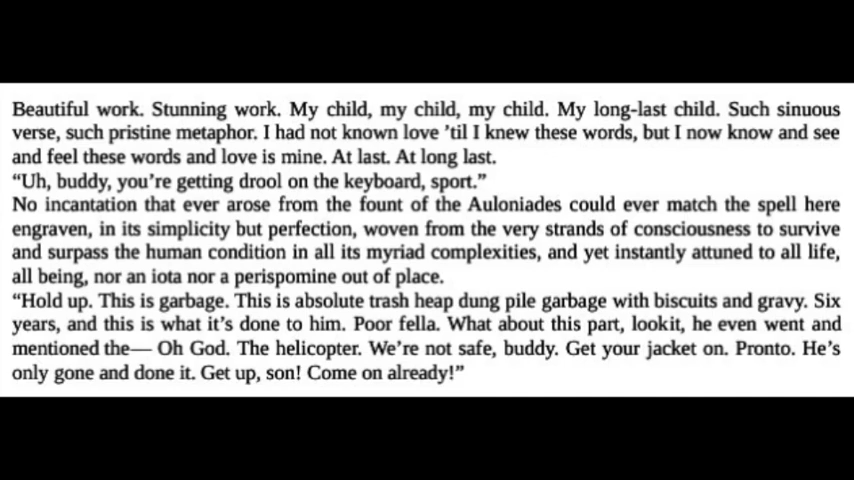 Beautiful work. Stunning work. My child, my child, my child. My long-last child. Such sinuous
verse, such pristine metaphor. I had not known love ’til I knew these words, but I now know and see
and feel these words and love is mine. At last. At long last.
“Uh, buddy, you’re getting drool on the keyboard, sport.”
No incantation that ever arose from the fount of the Auloniades could ever match the spell here
engraven, in its simplicity but perfection, woven from the very strands of consciousness to survive
and surpass the human condition in all its myriad complexities, and yet instantly attuned to all life,
all being, nor an iota nor a perispomine out of place.
“Hold up. This is garbage. This is absolute trash heap dung pile garbage with biscuits and gravy. Six
years, and this is what it’s done to him. Poor fella. What about this part, lookit, he even went and
mentioned the— Oh God. The helicopter. We’re not safe, buddy. Get your jacket on. Pronto. He’s
only gone and done it. Get up, son! Come on already!”